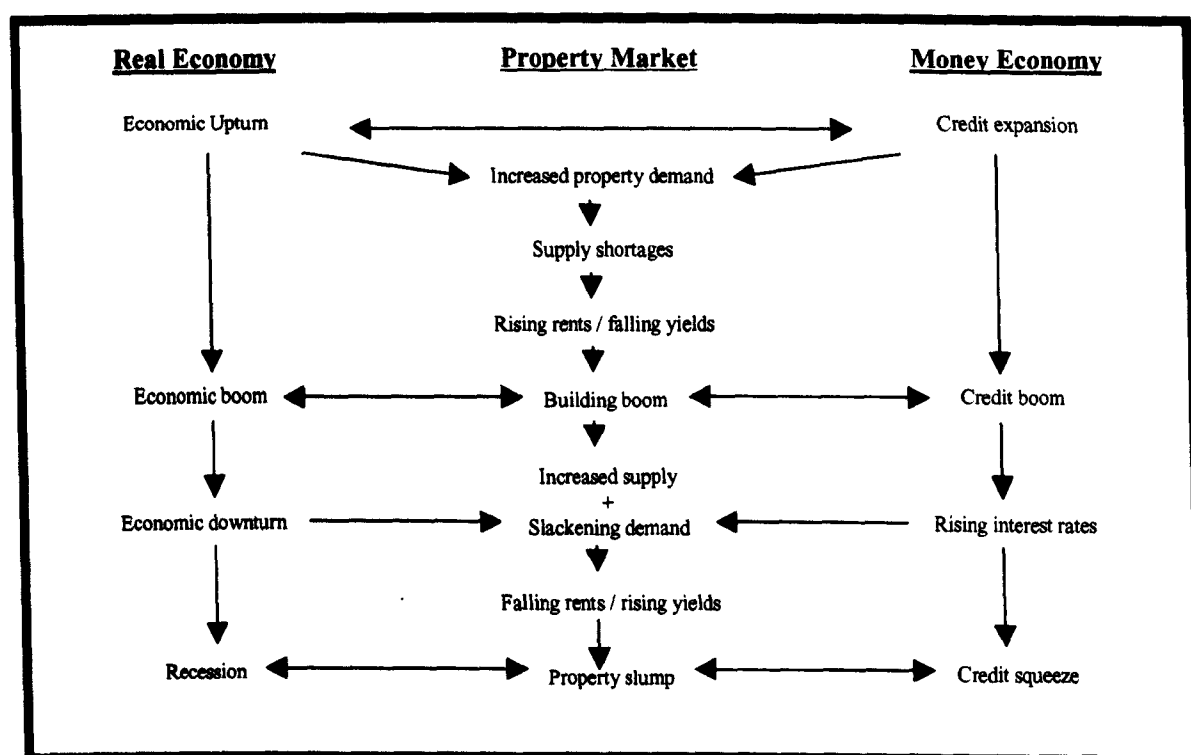 Real Economy Property Market Money Economy
Economic Upturn Credit expansion
Increased property demand
Supply shortages
Rising rents / falling yields
Economic boom Building boom Credit boom
Increased supply
+
Economic downturn Slackening demand Rising interest rates
Falling rents / rising yields
Recession Property slump Credit squeeze